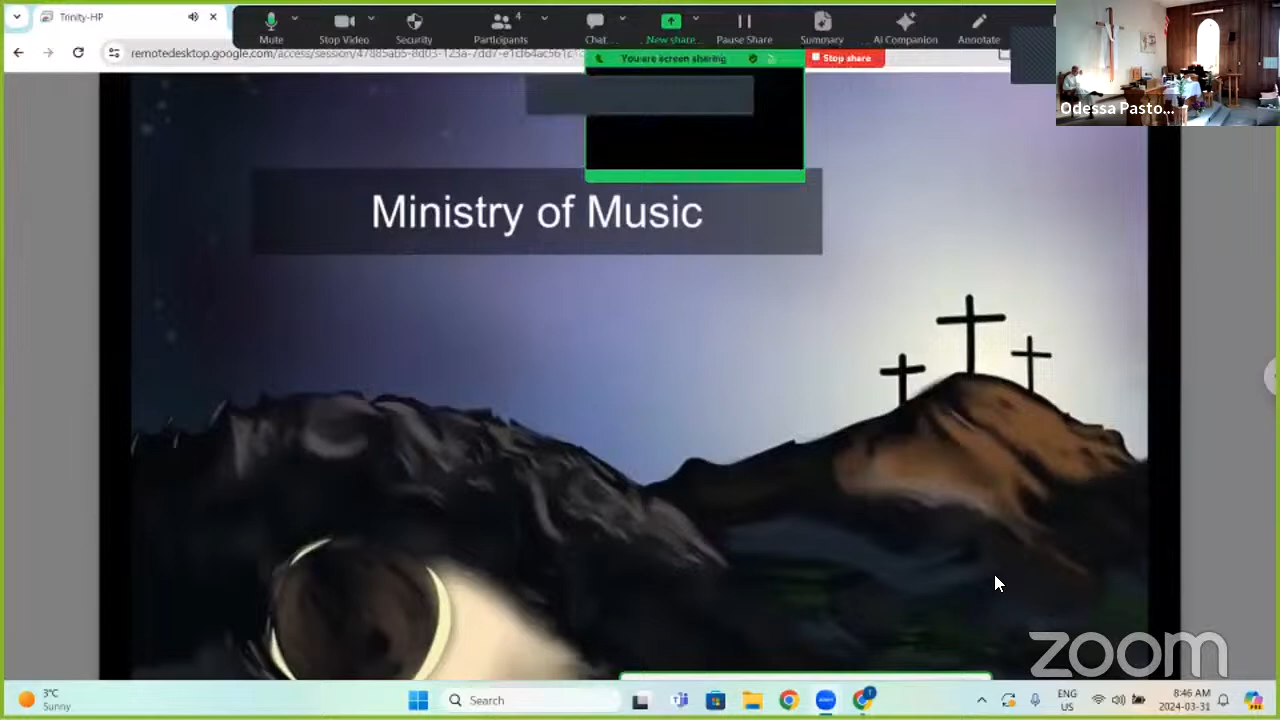 Trinity-HP
Mute
Stop Video
Security
Participants
4
Chat
New share
Pause Share
Summary
AI Companion
Annotate
You are screen sharing
Stop share
Odessa Pasto...
Ministry of Music
zoom
3°C
Sunny
Search
ENG
US
8:46 AM
2024-03-31